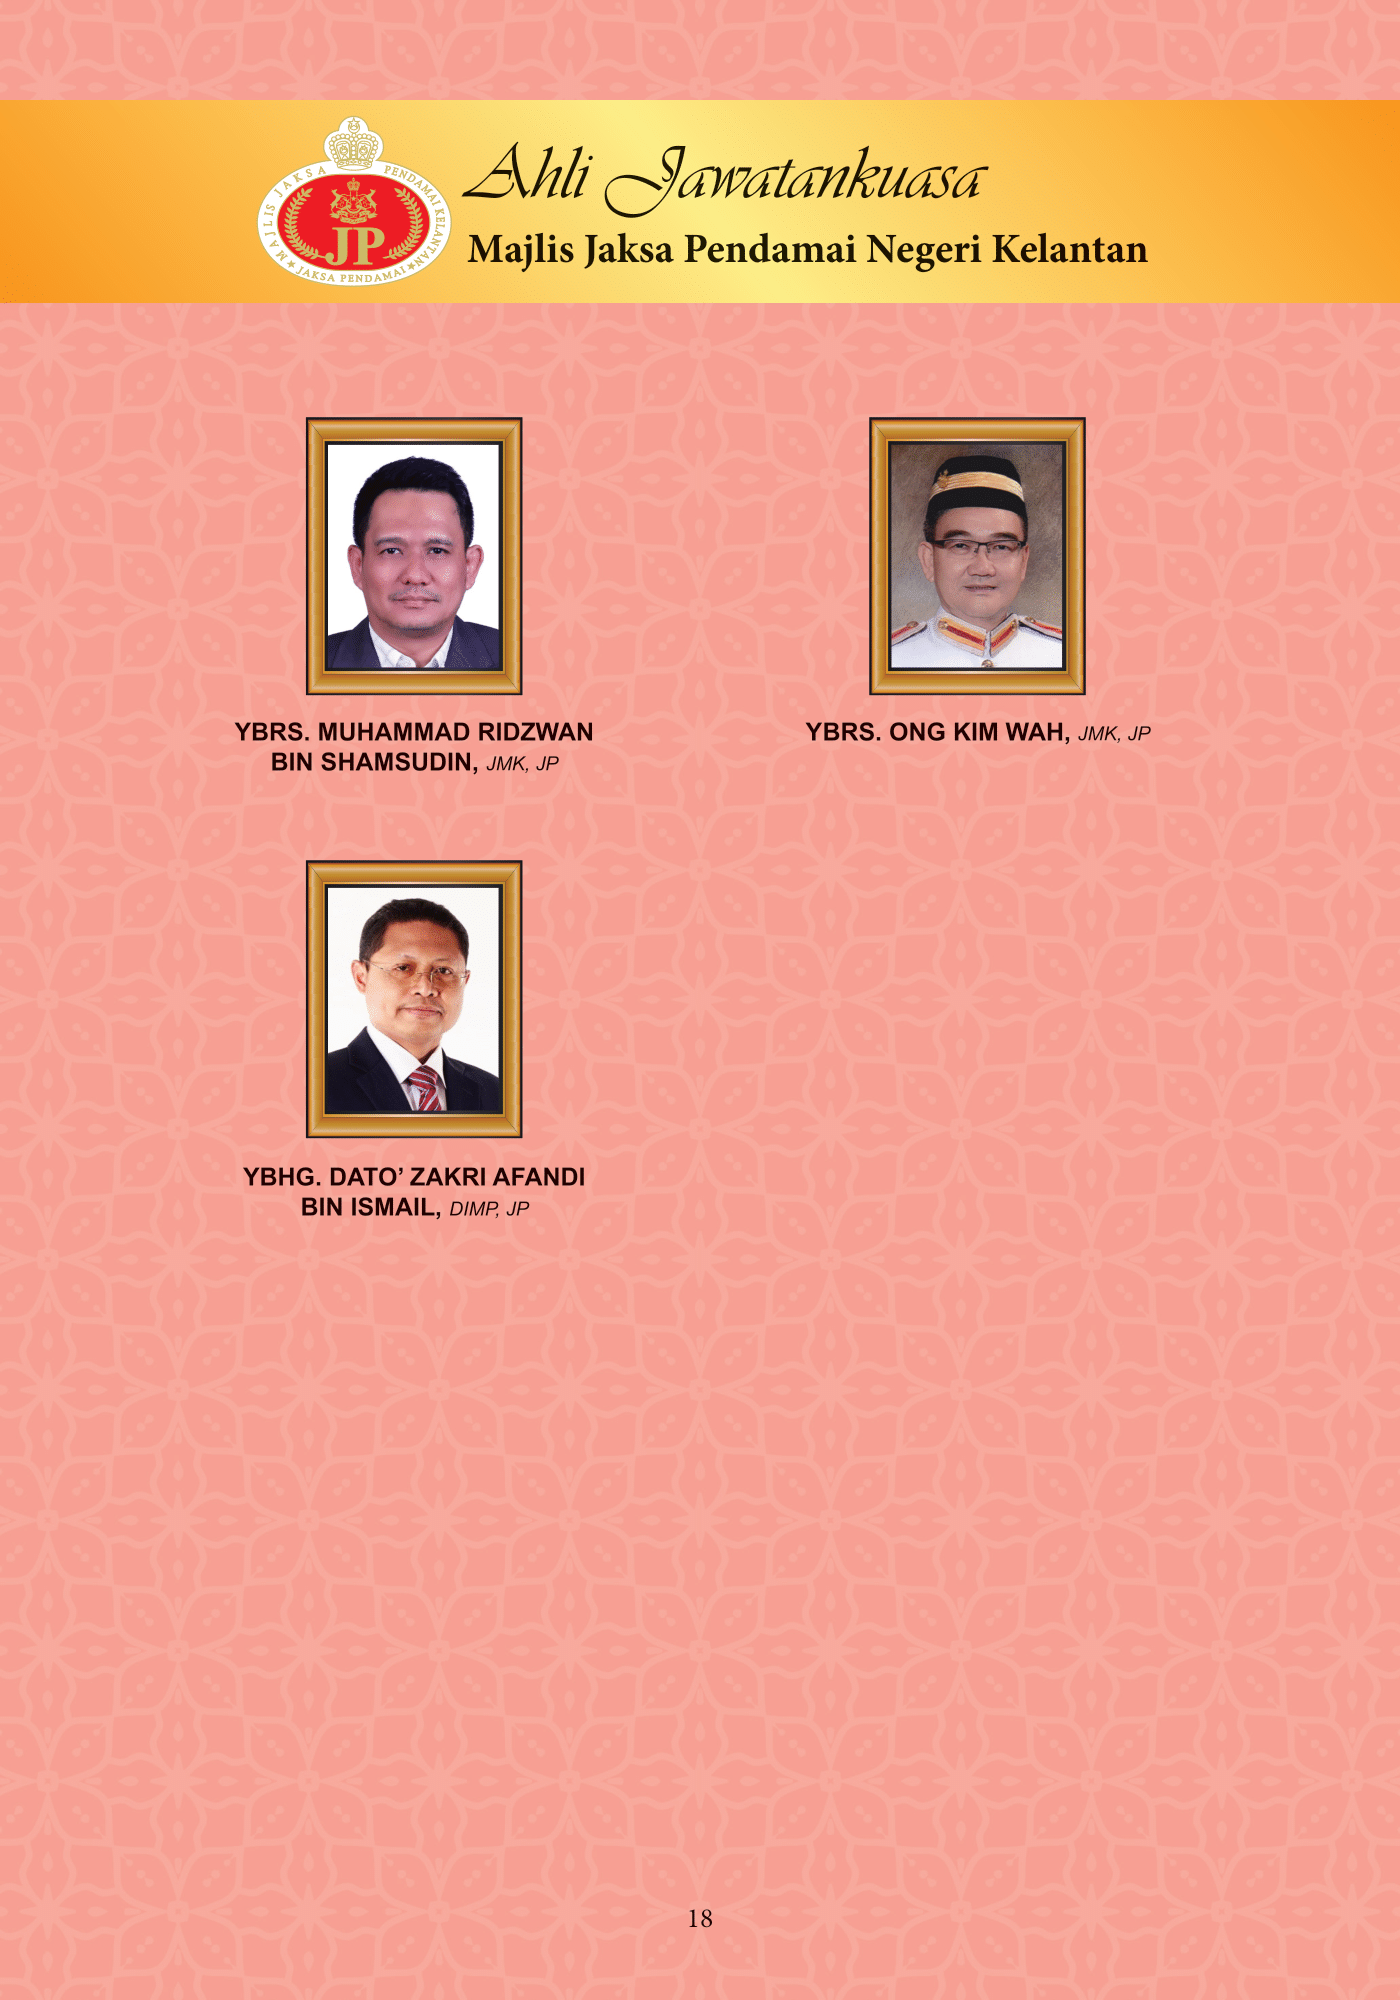 MAJLIS JAKSA PENDAMAI KELANTAN
JP
★ JAKSA PENDAMAI ★
Ahli Jawatankuasa
Majlis Jaksa Pendamai Negeri Kelantan
YBRS. MUHAMMAD RIDZWAN
BIN SHAMSUDIN, JMK, JP
YBRS. ONG KIM WAH, JMK, JP
YBHG. DATO’ ZAKRI AFANDI
BIN ISMAIL, DIMP, JP
18